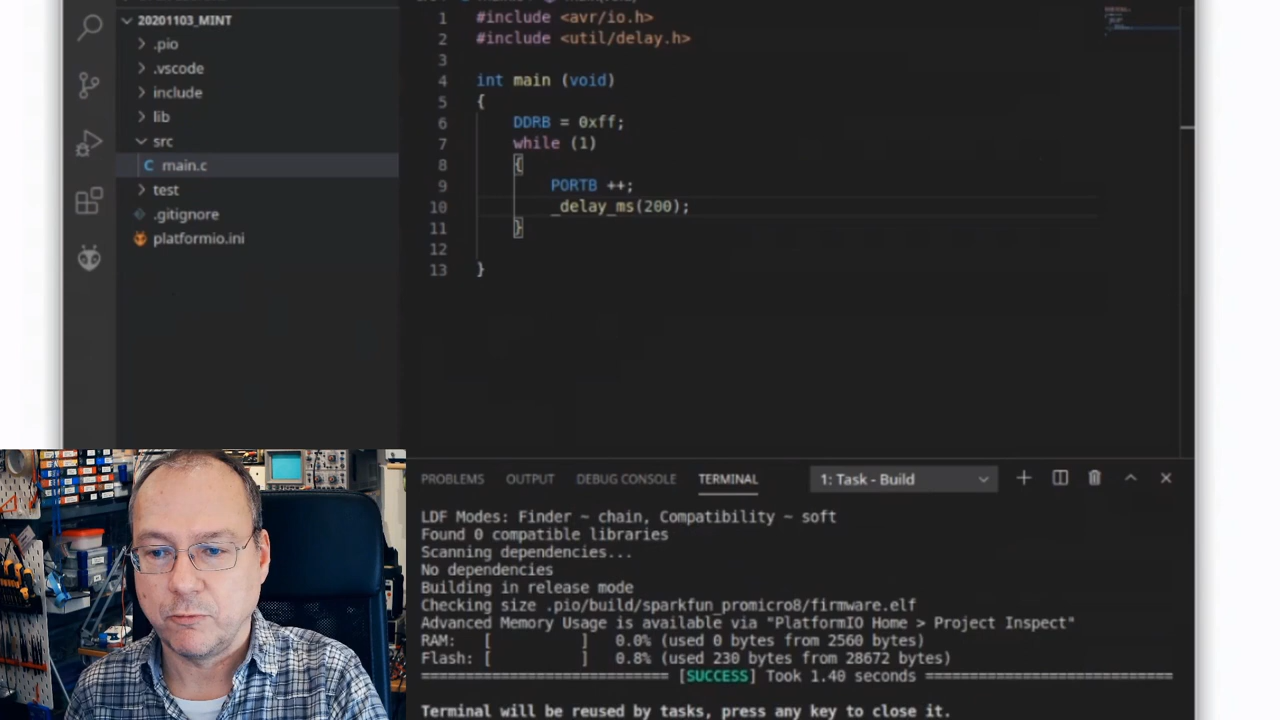 20201103_MINT
.pio
.vscode
include
lib
src
C main.c
test
.gitignore
platformio.ini
1 #include <avr/io.h>
2 #include <util/delay.h>
3
4 int main (void)
5 {
6 DDRB = 0xff;
7 while (1)
8 {
9 PORTB ++;
10 _delay_ms(200);
11 }
12
13 }
PROBLEMS OUTPUT DEBUG CONSOLE TERMINAL 1: Task - Build
LDF Modes: Finder ~ chain, Compatibility ~ soft
Found 0 compatible libraries
Scanning dependencies...
No dependencies
Building in release mode
Checking size .pio/build/sparkfun_promicro8/firmware.elf
Advanced Memory Usage is available via "PlatformIO Home > Project Inspect"
RAM: [ ] 0.0% (used 0 bytes from 2560 bytes)
Flash: [ ] 0.8% (used 230 bytes from 28672 bytes)
============================ [SUCCESS] Took 1.40 seconds ============================
Terminal will be reused by tasks, press any key to close it.